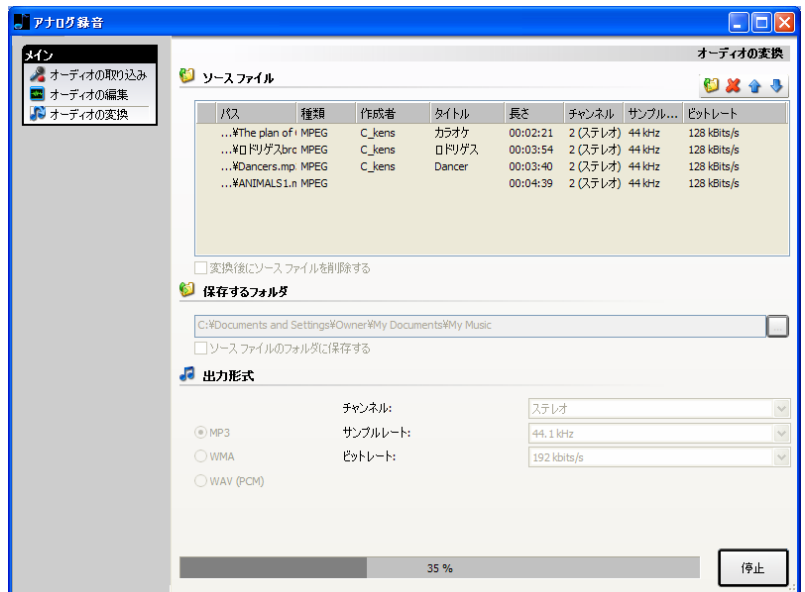 アナログ録音
メイン
オーディオの取り込み
オーディオの編集
オーディオの変換
オーディオの変換
ソース ファイル
パス 種類 作成者 タイトル 長さ チャンネル サンプル... ビットレート
...¥The plan of MPEG C_kens カラオケ 00:02:21 2 (ステレオ) 44 kHz 128 kBits/s
...¥ロドリゲスbrc MPEG C_kens ロドリゲス 00:03:54 2 (ステレオ) 44 kHz 128 kBits/s
...¥Dancers.mp MPEG C_kens Dancer 00:03:40 2 (ステレオ) 44 kHz 128 kBits/s
...¥ANIMALS1.m MPEG 00:04:39 2 (ステレオ) 44 kHz 128 kBits/s
変換後にソース ファイルを削除する
保存するフォルダ
C:¥Documents and Settings¥Owner¥My Documents¥My Music
...
ソース ファイルのフォルダに保存する
出力形式
チャンネル: ステレオ
MP3 サンプルレート: 44.1 kHz
WMA ビットレート: 192 kbits/s
WAV (PCM)
35 %
停止